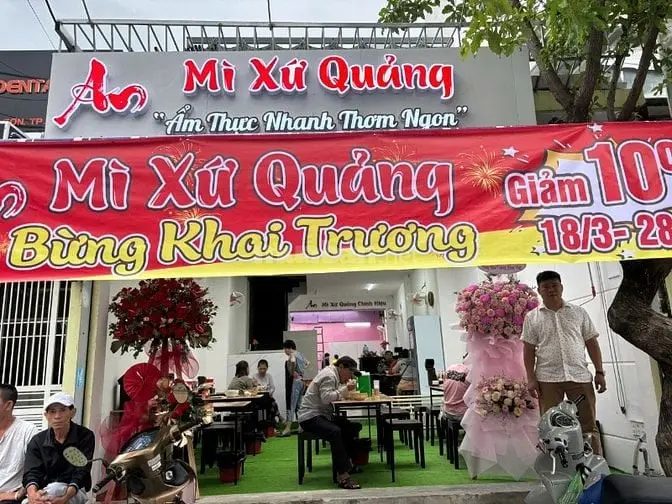 An Mì Xứ Quảng
"Ẩm Thực Nhanh Thơm Ngon"
Mì Xứ Quảng
Giảm 10%
Bừng Khai Trương
18/3- 28
An Mì Xứ Quảng Chính Hiệu